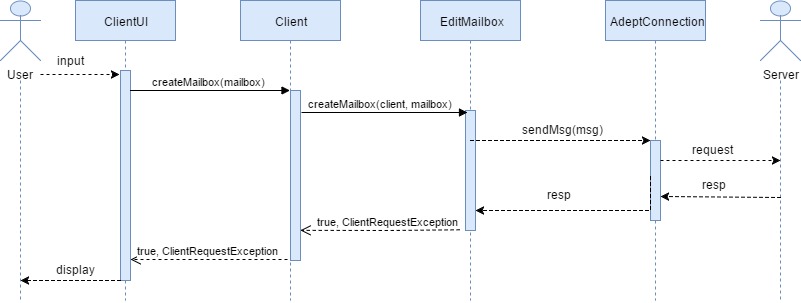 ClientUI
Client
EditMailbox
AdeptConnection
User
Server
input
createMailbox(mailbox)
createMailbox(client, mailbox)
sendMsg(msg)
request
resp
resp
true, ClientRequestException
true, ClientRequestException
display